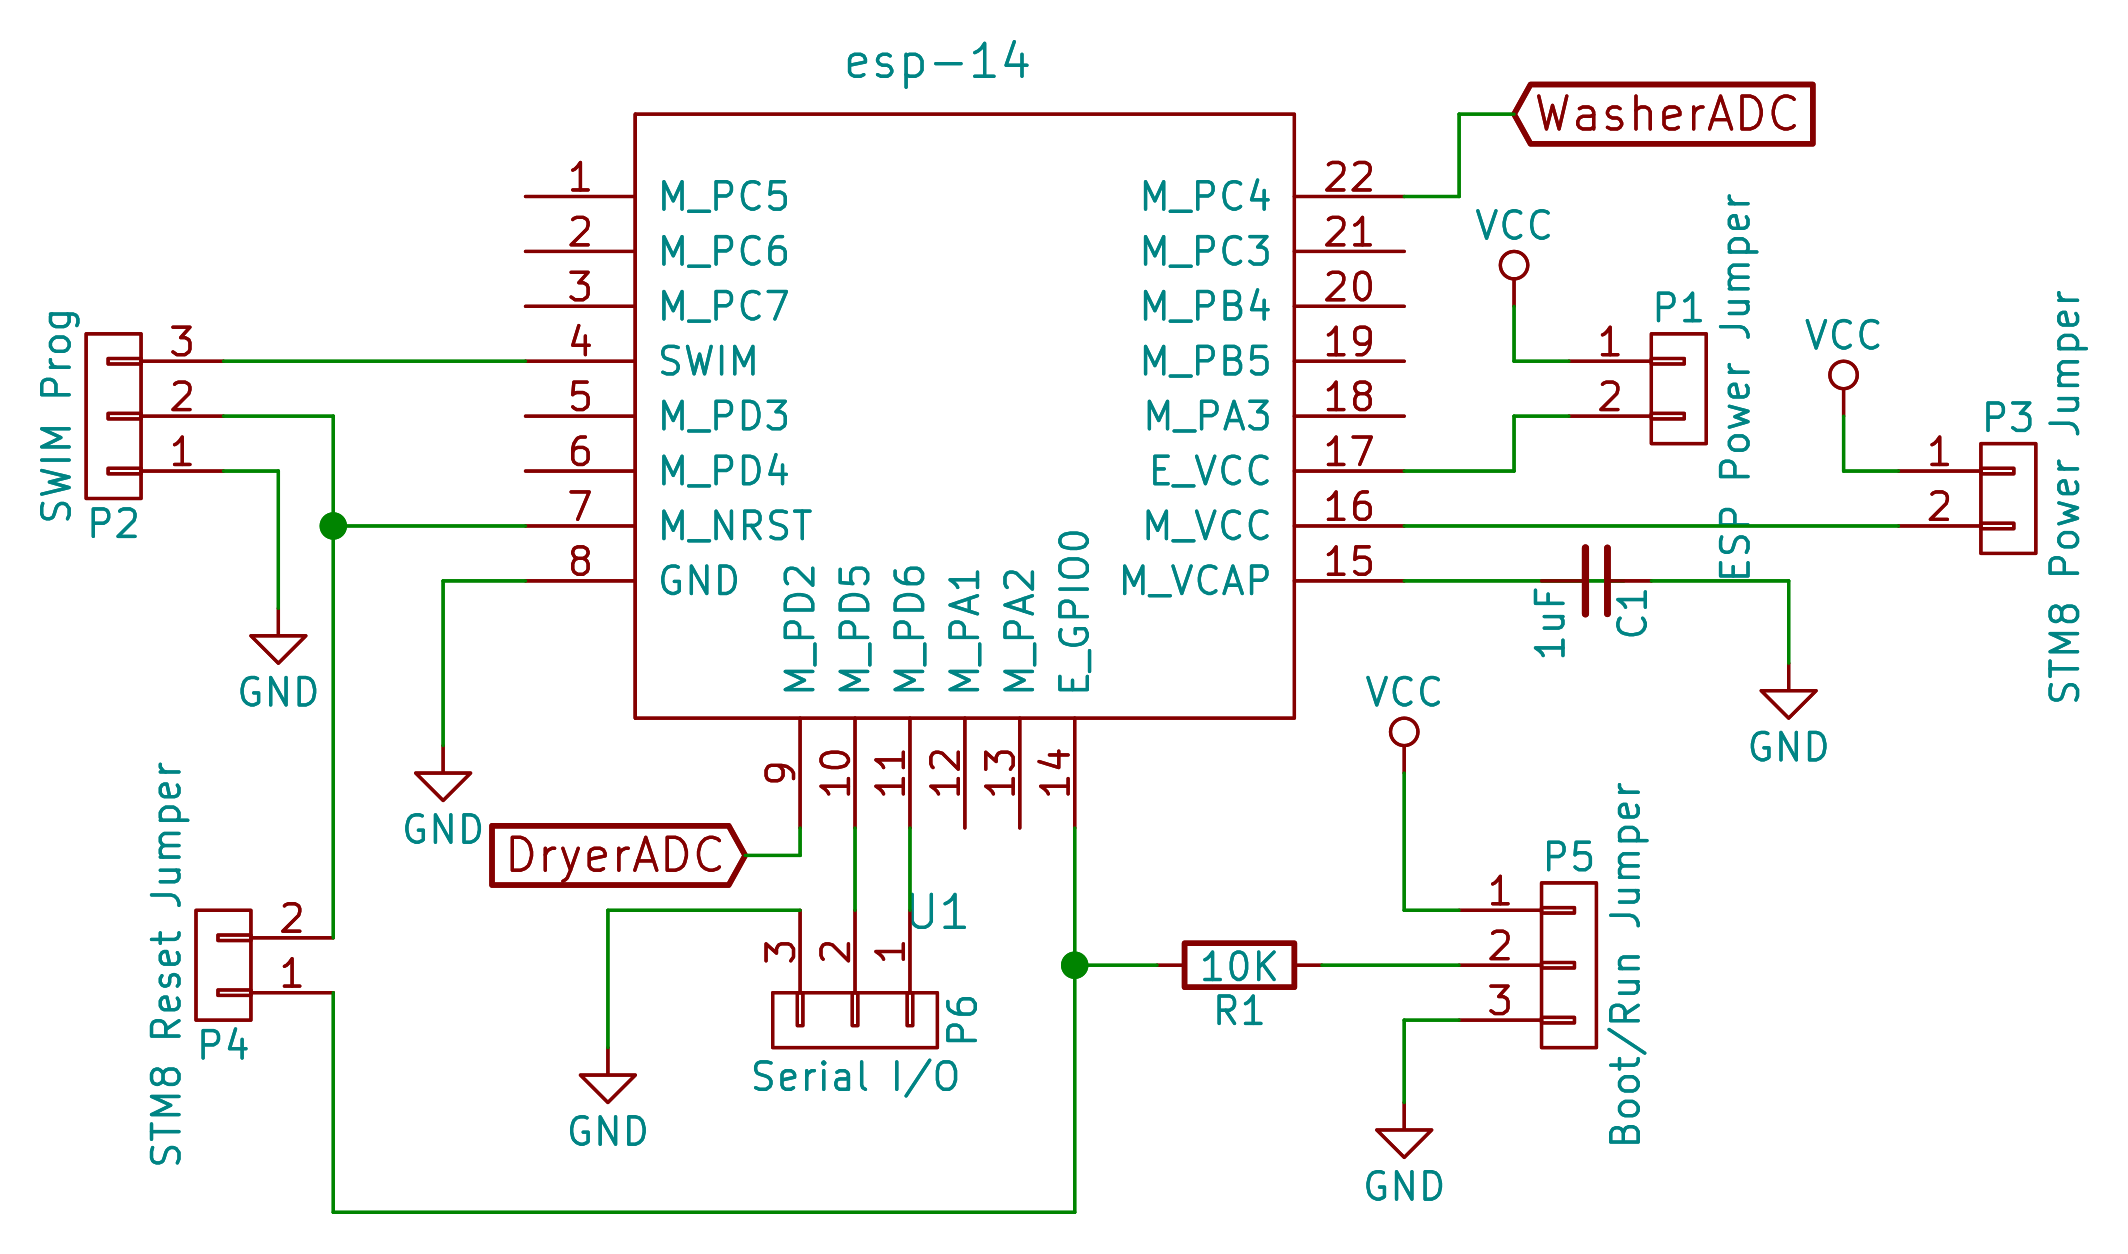 esp-14
WasherADC
1 M_PC5
2 M_PC6
3 M_PC7
4 SWIM
5 M_PD3
6 M_PD4
7 M_NRST
8 GND
M_PC4 22
M_PC3 21
M_PB4 20
M_PB5 19
M_PA3 18
E_VCC 17
M_VCC 16
M_VCAP 15
M_PD2 9
M_PD5 10
M_PD6 11
M_PA1 12
M_PA2 13
E_GPIO0 14
U1
SWIM Prog
3
2
1
P2
GND
GND
VCC
P1
1
2
ESP Power Jumper
VCC
P3
1
2
STM8 Power Jumper
1uF
C1
GND
STM8 Reset Jumper
2
1
P4
DryerADC
3
2
1
P6
Serial I/O
GND
10K
R1
VCC
P5
1
2
3
Boot/Run Jumper
GND